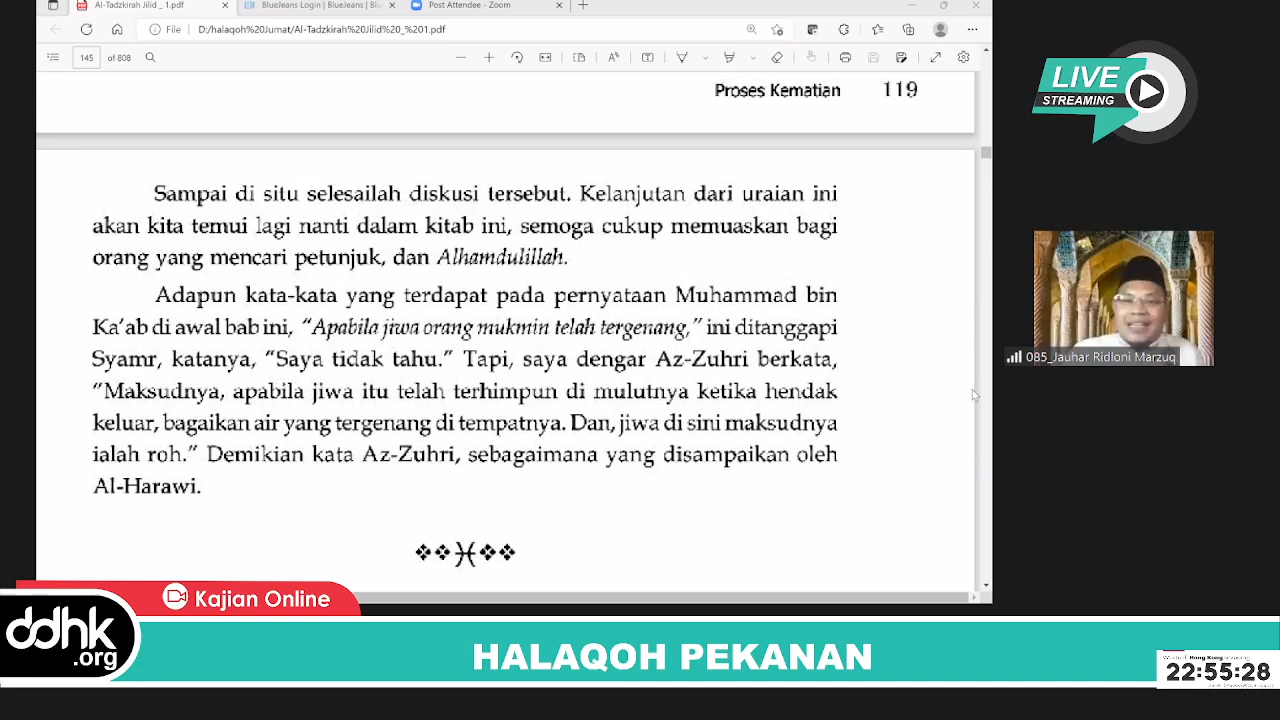 Al-Tadzkirah Jilid _ 1.pdf
BlueJeans Login | BlueJeans | Blu
Post Attendee - Zoom
File
D:/halaqoh%20Jumat/Al-Tadzkirah%20Jilid%20_%201.pdf
145 of 808
Proses Kematian 119
Sampai di situ selesailah diskusi tersebut. Kelanjutan dari uraian ini
akan kita temui lagi nanti dalam kitab ini, semoga cukup memuaskan bagi
orang yang mencari petunjuk, dan Alhamdulillah.
Adapun kata-kata yang terdapat pada pernyataan Muhammad bin
Ka'ab di awal bab ini, "Apabila jiwa orang mukmin telah tergenang," ini ditanggapi
Syamr, katanya, "Saya tidak tahu." Tapi, saya dengar Az-Zuhri berkata,
"Maksudnya, apabila jiwa itu telah terhimpun di mulutnya ketika hendak
keluar, bagaikan air yang tergenang di tempatnya. Dan, jiwa di sini maksudnya
ialah roh." Demikian kata Az-Zuhri, sebagaimana yang disampaikan oleh
Al-Harawi.
LIVE
STREAMING
085_Jauhar Ridloni Marzuq
Kajian Online
ddhk
.org
HALAQOH PEKANAN
Hong Kong
22:55:28